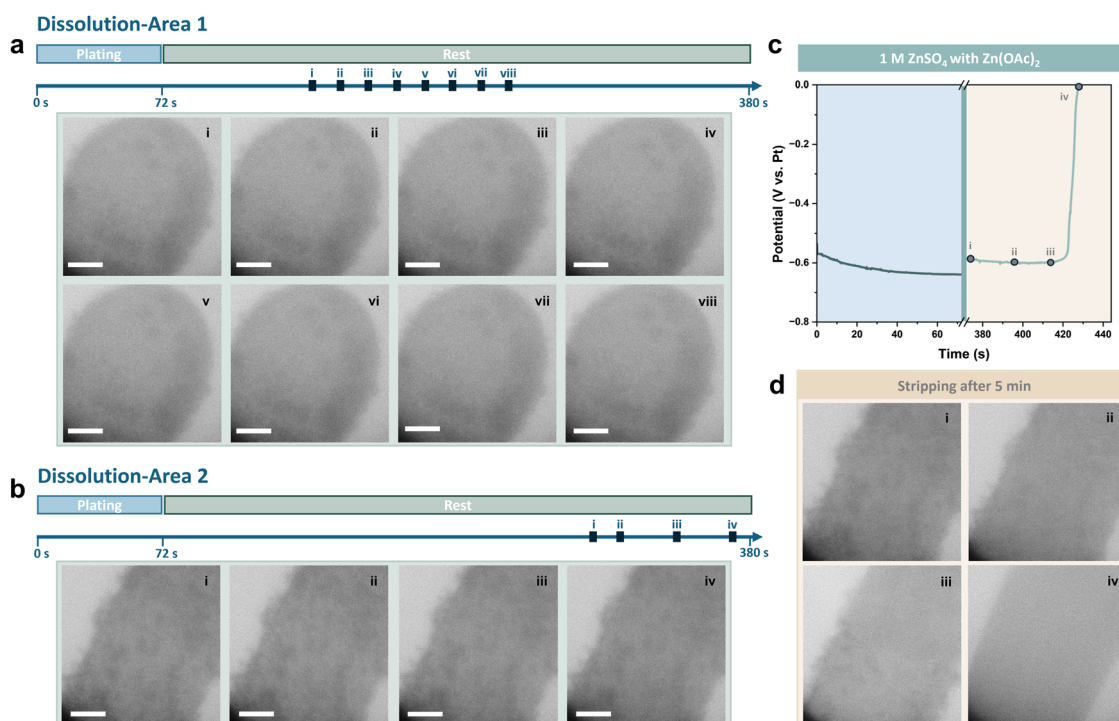 Dissolution-Area 1
a
Plating
Rest
i ii iii iv v vi vii viii
0 s
72 s
380 s
i
ii
iii
iv
v
vi
vii
viii
Dissolution-Area 2
b
Plating
Rest
i ii iii iv
0 s
72 s
380 s
i
ii
iii
iv
c
1 M ZnSO₄ with Zn(OAc)₂
Potential (V vs. Pt)
0.0
−0.2
−0.4
−0.6
−0.8
i
ii
iii
iv
0 20 40 60 380 400 420 440
Time (s)
d
Stripping after 5 min
i
ii
iii
iv